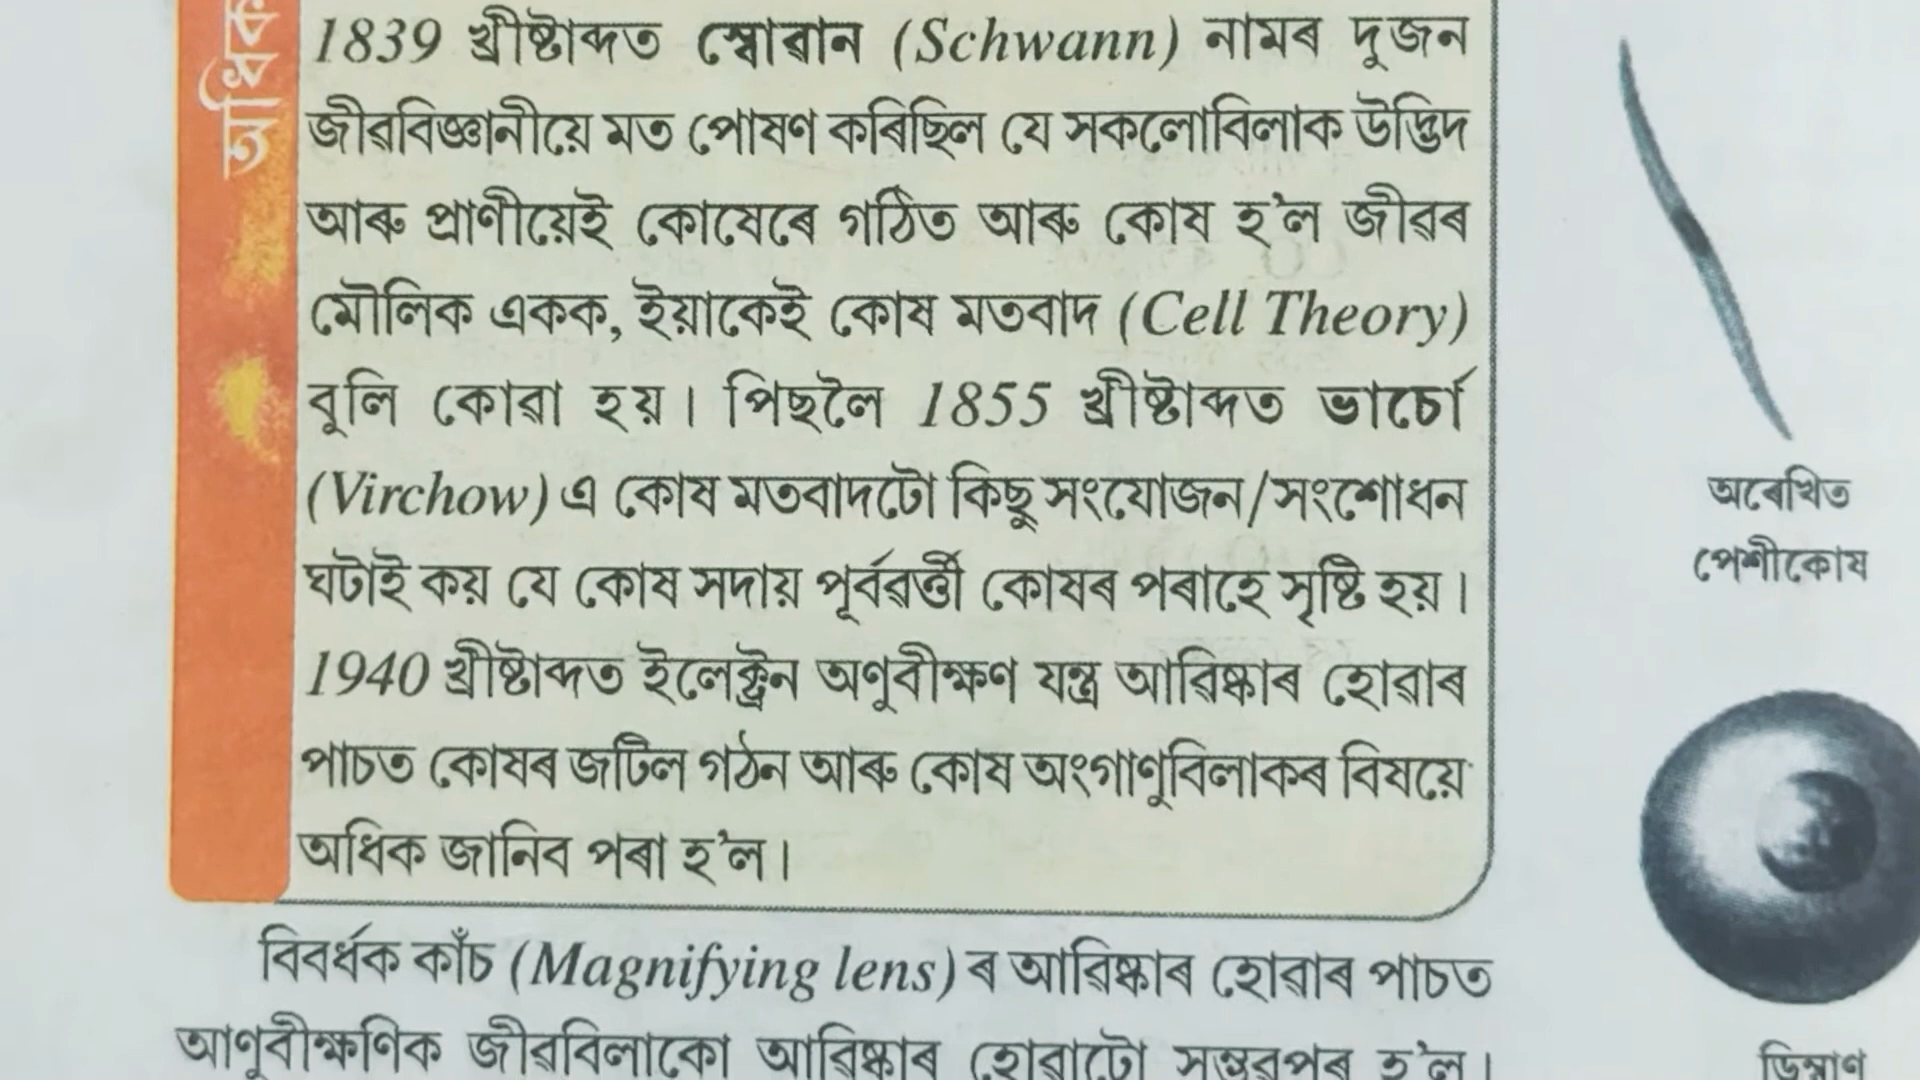 অধিক
1839 খ্ৰীষ্টাব্দত স্বোৱান (Schwann) নামৰ দুজন
জীৱবিজ্ঞানীয়ে মত পোষণ কৰিছিল যে সকলোবিলাক উদ্ভিদ
আৰু প্ৰাণীয়েই কোষেৰে গঠিত আৰু কোষ হ'ল জীৱৰ
মৌলিক একক, ইয়াকেই কোষ মতবাদ (Cell Theory)
বুলি কোৱা হয়। পিছলৈ 1855 খ্ৰীষ্টাব্দত ভাৰ্চো
(Virchow) এ কোষ মতবাদটো কিছু সংযোজন/সংশোধন
ঘটাই কয় যে কোষ সদায় পূৰ্বৱৰ্ত্তী কোষৰ পৰাহে সৃষ্টি হয়।
1940 খ্ৰীষ্টাব্দত ইলেক্ট্ৰন অণুবীক্ষণ যন্ত্ৰ আৱিষ্কাৰ হোৱাৰ
পাচত কোষৰ জটিল গঠন আৰু কোষ অংগাণুবিলাকৰ বিষয়ে
অধিক জানিব পৰা হ'ল।
বিবৰ্ধক কাঁচ (Magnifying lens) ৰ আৱিষ্কাৰ হোৱাৰ পাচত
আণুবীক্ষণিক জীৱবিলাকো আৱিষ্কাৰ হোৱাটো সম্ভৱপৰ হ'ল।
অৰেখিত
পেশীকোষ
ডিম্বাণু